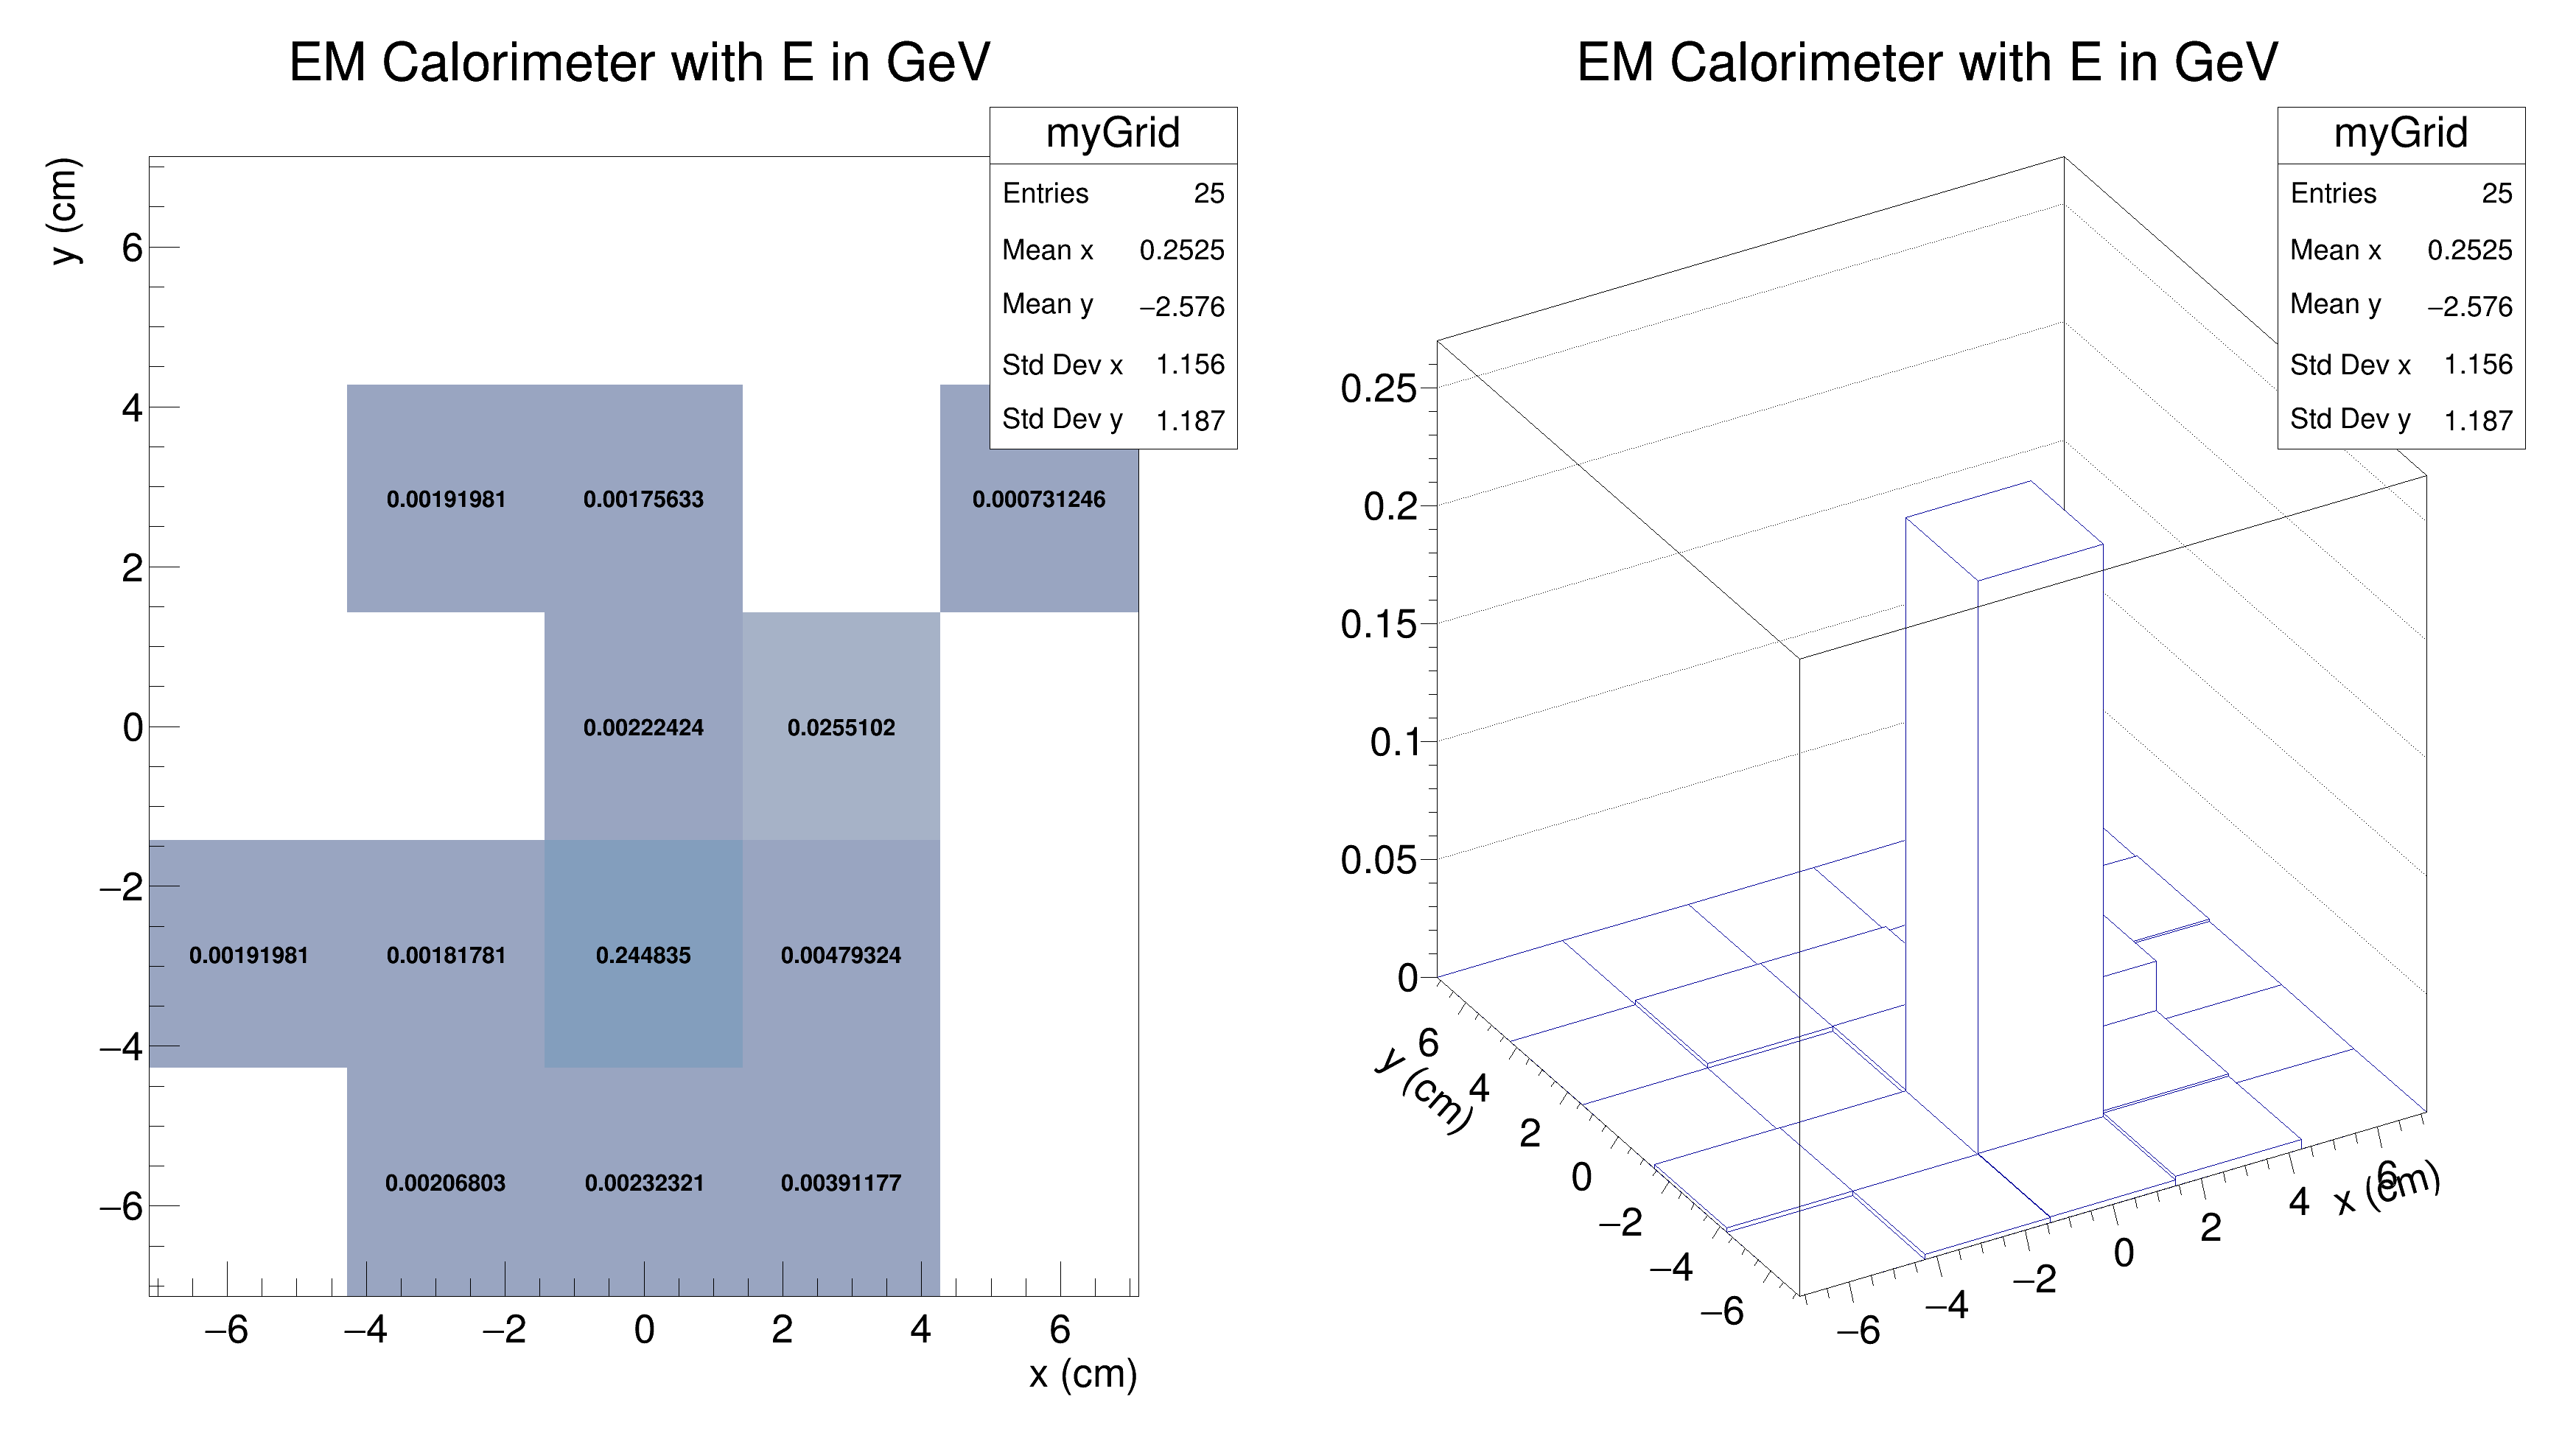 EM Calorimeter with E in GeV
myGrid
Entries 25
Mean x 0.2525
Mean y −2.576
Std Dev x 1.156
Std Dev y 1.187
y (cm)
6
4
2
0
−2
−4
−6
0.00191981 0.00175633 0.000731246
0.00222424 0.0255102
0.00191981 0.00181781 0.244835 0.00479324
0.00206803 0.00232321 0.00391177
−6 −4 −2 0 2 4 6
x (cm)
EM Calorimeter with E in GeV
myGrid
Entries 25
Mean x 0.2525
Mean y −2.576
Std Dev x 1.156
Std Dev y 1.187
0.25
0.2
0.15
0.1
0.05
0
y (cm)
6
4
2
0
−2
−4
−6
−6
−4
−2
0
2
4
6
x (cm)